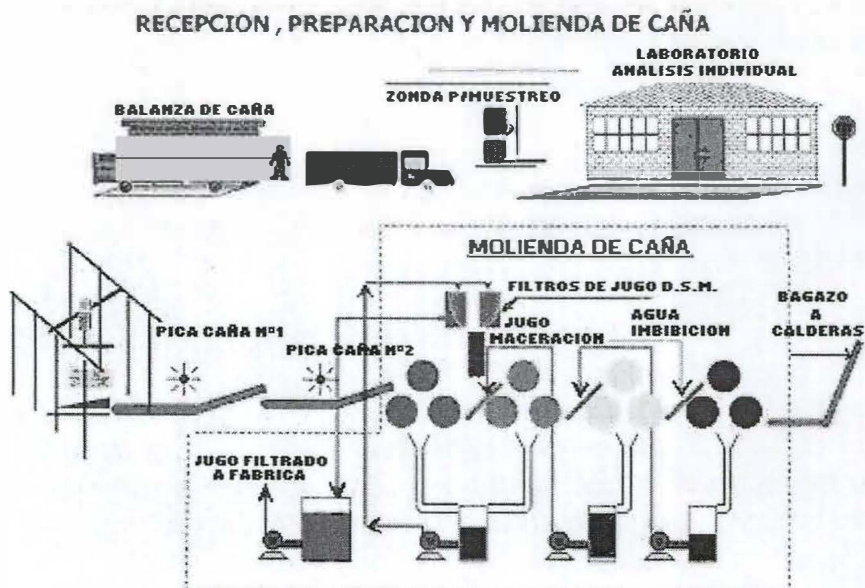 RECEPCION , PREPARACION Y MOLIENDA DE CAÑA
LABORATORIO
ANALISIS INDIVIDUAL
ZONDA P/MUESTREO
BALANZA DE CAÑA
MOLIENDA DE CAÑA
FILTROS DE JUGO D.S.M.
BAGAZO
A
CALDERAS
AGUA
IMBIBICION
JUGO
MACERACION
PICA CAÑA Nº1
PICA CAÑA Nº2
JUGO FILTRADO
A FABRICA